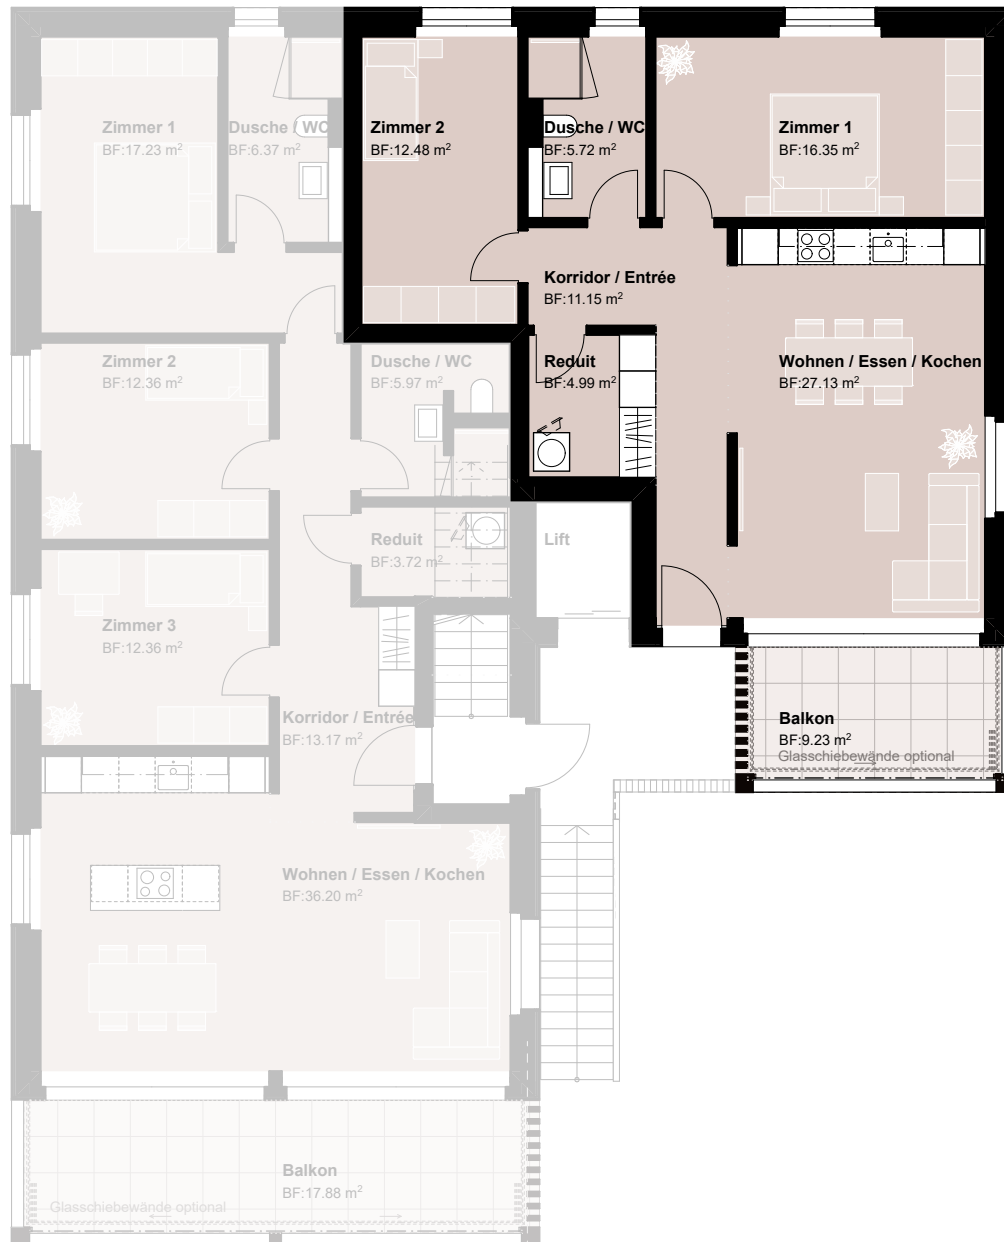 Zimmer 1
BF:17.23 m²
Dusche / WC
BF:6.37 m²
Zimmer 2
BF:12.48 m²
Dusche / WC
BF:5.72 m²
Zimmer 1
BF:16.35 m²
Korridor / Entrée
BF:11.15 m²
Zimmer 2
BF:12.36 m²
Dusche / WC
BF:5.97 m²
Reduit
BF:4.99 m²
Wohnen / Essen / Kochen
BF:27.13 m²
Reduit
BF:3.72 m²
Lift
Zimmer 3
BF:12.36 m²
Korridor / Entrée
BF:13.17 m²
Balkon
BF:9.23 m²
Glasschiebewände optional
Wohnen / Essen / Kochen
BF:36.20 m²
Balkon
BF:17.88 m²
Glasschiebewände optional